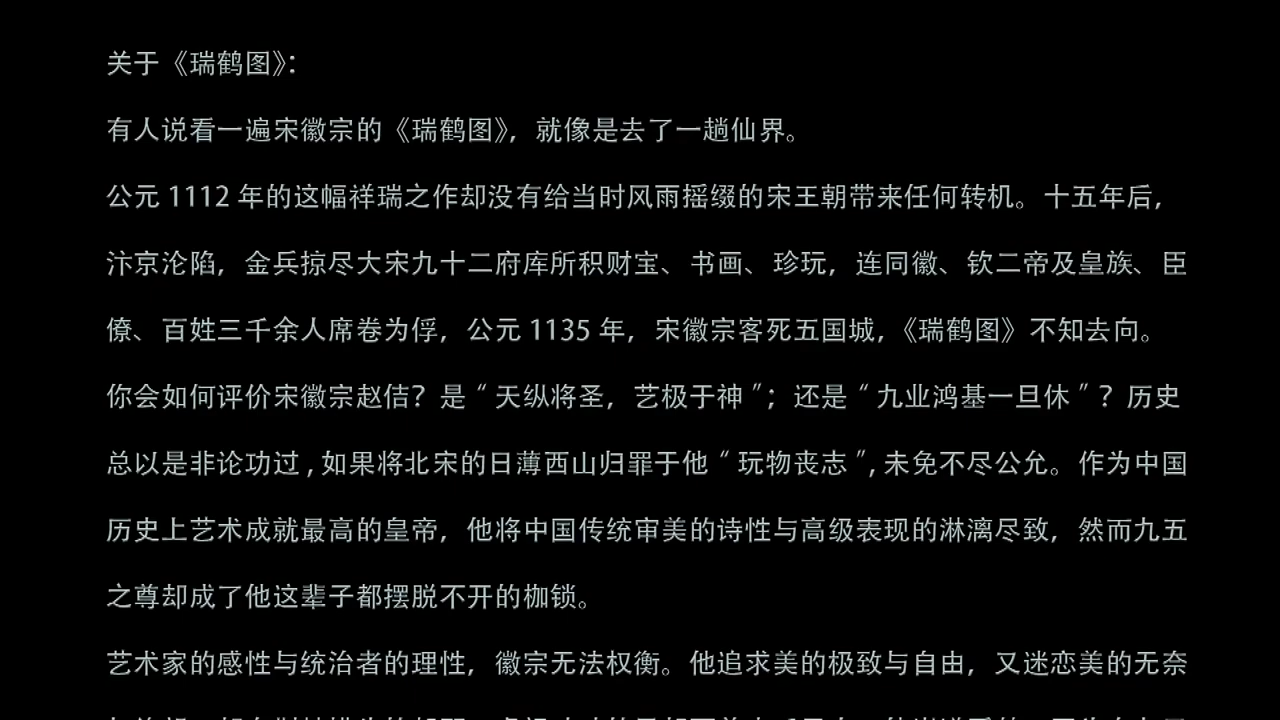 关于《瑞鹤图》：
有人说看一遍宋徽宗的《瑞鹤图》，就像是去了一趟仙界。
公元 1112 年的这幅祥瑞之作却没有给当时风雨摇缀的宋王朝带来任何转机。十五年后，
汴京沦陷，金兵掠尽大宋九十二府库所积财宝、书画、珍玩，连同徽、钦二帝及皇族、臣
僚、百姓三千余人席卷为俘，公元 1135 年，宋徽宗客死五国城，《瑞鹤图》不知去向。
你会如何评价宋徽宗赵佶？是“天纵将圣，艺极于神”；还是“九业鸿基一旦休”？历史
总以是非论功过，如果将北宋的日薄西山归罪于他“玩物丧志”，未免不尽公允。作为中国
历史上艺术成就最高的皇帝，他将中国传统审美的诗性与高级表现的淋漓尽致，然而九五
之尊却成了他这辈子都摆脱不开的枷锁。
艺术家的感性与统治者的理性，徽宗无法权衡。他追求美的极致与自由，又迷恋美的无奈